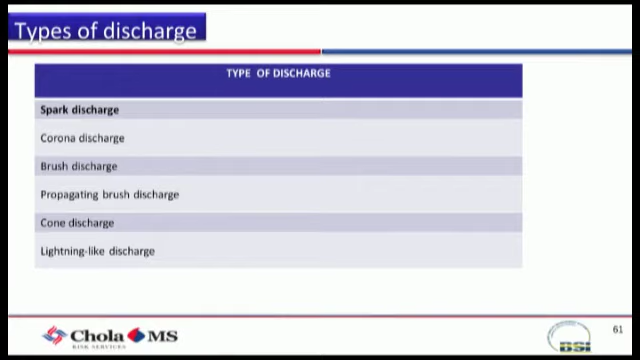 Types of discharge
TYPE OF DISCHARGE
Spark discharge
Corona discharge
Brush discharge
Propagating brush discharge
Cone discharge
Lightning-like discharge
Chola MS
RISK SERVICES
BSI
61